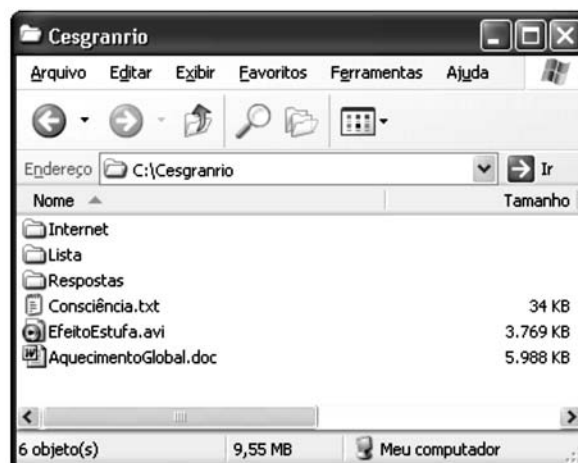 Cesgranrio
Arquivo Editar Exibir Favoritos Ferramentas Ajuda
Endereço C:\Cesgranrio Ir
Nome Tamanho
Internet
Lista
Respostas
Consciência.txt 34 KB
EfeitoEstufa.avi 3.769 KB
AquecimentoGlobal.doc 5.988 KB
6 objeto(s) 9,55 MB Meu computador